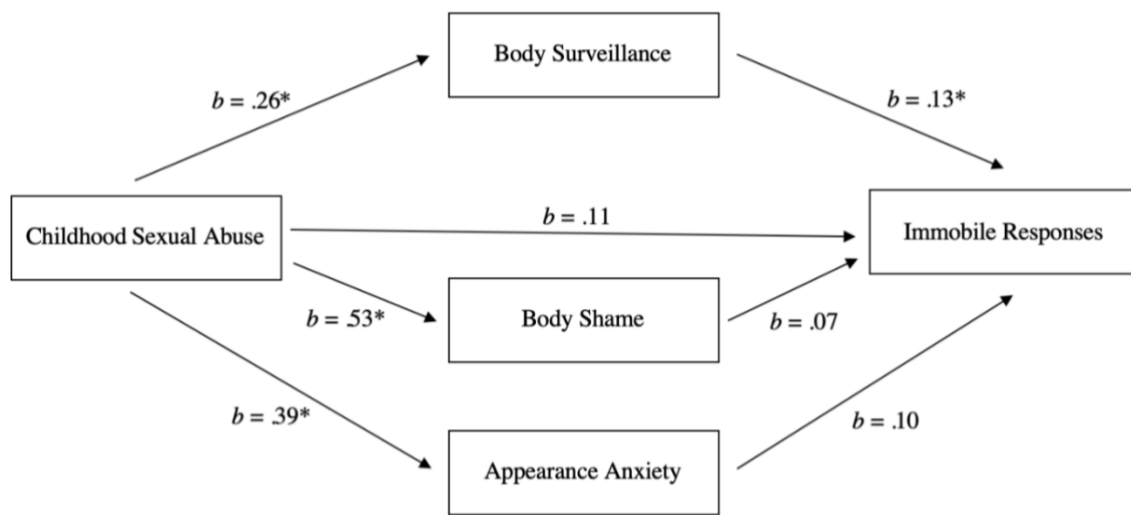 Body Surveillance
b = .26*
b = .13*
Childhood Sexual Abuse
b = .11
Immobile Responses
b = .53*
Body Shame
b = .07
b = .39*
b = .10
Appearance Anxiety